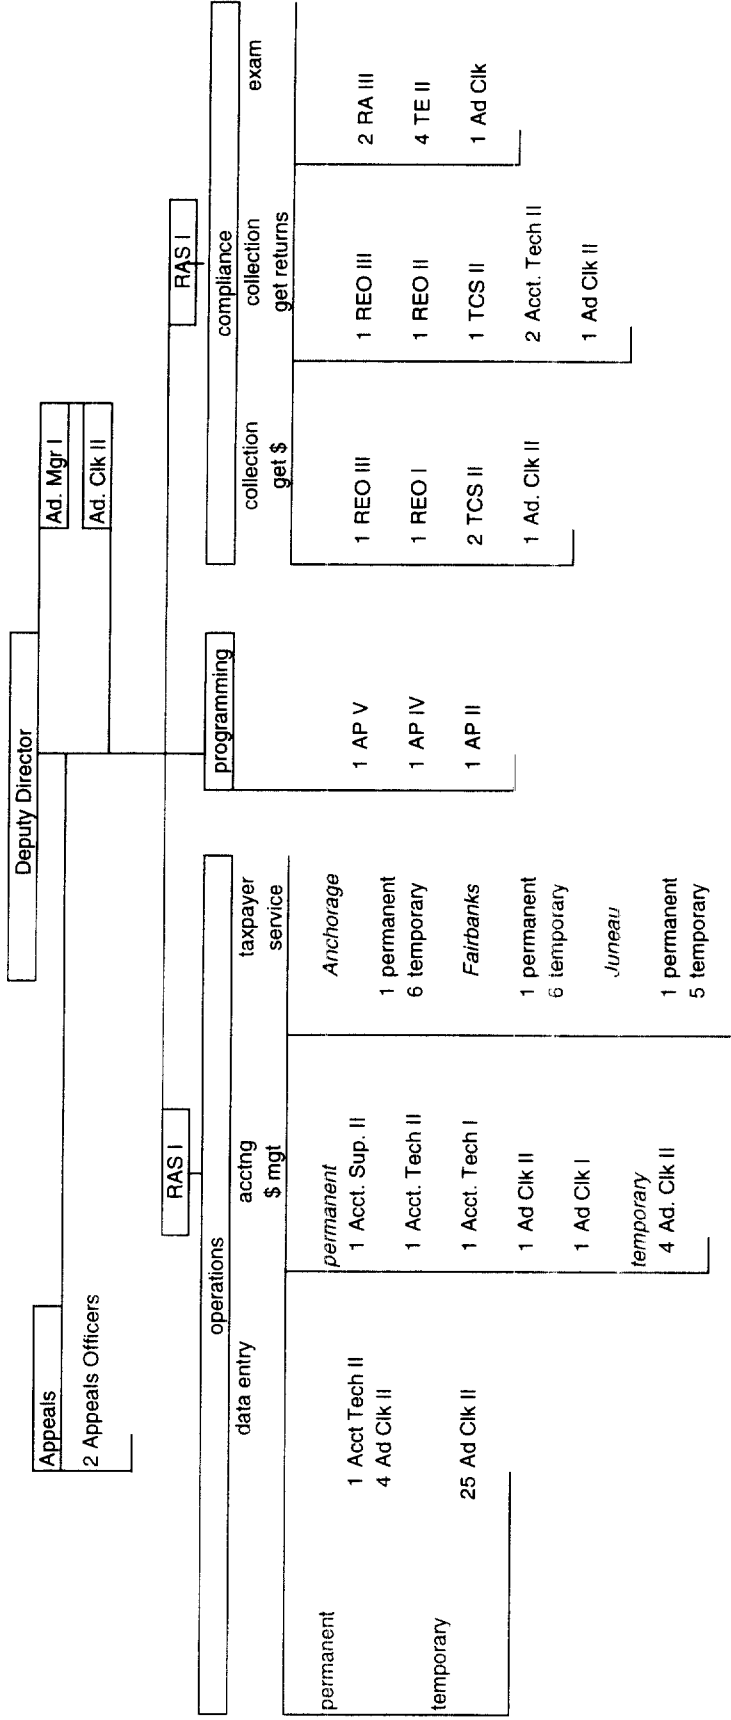 Deputy Director
Ad. Mgr I
Ad. Clk II
Appeals
2 Appeals Officers
RAS I
operations
data entry
permanent
1 Acct Tech II
4 Ad Clk II
temporary
25 Ad Clk II
acctng
$ mgt
permanent
1 Acct. Sup. II
1 Acct. Tech II
1 Acct. Tech I
1 Ad Clk II
1 Ad Clk I
temporary
4 Ad. Clk II
taxpayer
service
Anchorage
1 permanent
6 temporary
Fairbanks
1 permanent
6 temporary
Juneau
1 permanent
5 temporary
programming
1 AP V
1 AP IV
1 AP II
RAS I
compliance
collection
get $
1 REO III
1 REO I
2 TCS II
1 Ad. Clk II
collection
get returns
1 REO III
1 REO II
1 TCS II
2 Acct. Tech II
1 Ad Clk II
exam
2 RA III
4 TE II
1 Ad Clk